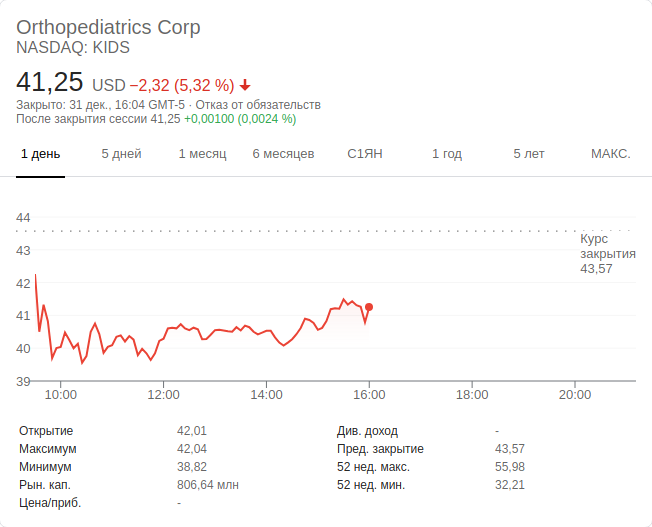 Orthopediatrics Corp
NASDAQ: KIDS
41,25 USD −2,32 (5,32 %)
Закрыто: 31 дек., 16:04 GMT-5 · Отказ от обязательств
После закрытия сессии 41,25 +0,00100 (0,0024 %)
1 день 5 дней 1 месяц 6 месяцев С1ЯН 1 год 5 лет МАКС.
44
Курс
закрытия
43,57
43
42
41
40
39
10:00 12:00 14:00 16:00 18:00 20:00
Открытие 42,01 Див. доход -
Максимум 42,04 Пред. закрытие 43,57
Минимум 38,82 52 нед. макс. 55,98
Рын. кап. 806,64 млн 52 нед. мин. 32,21
Цена/приб. -